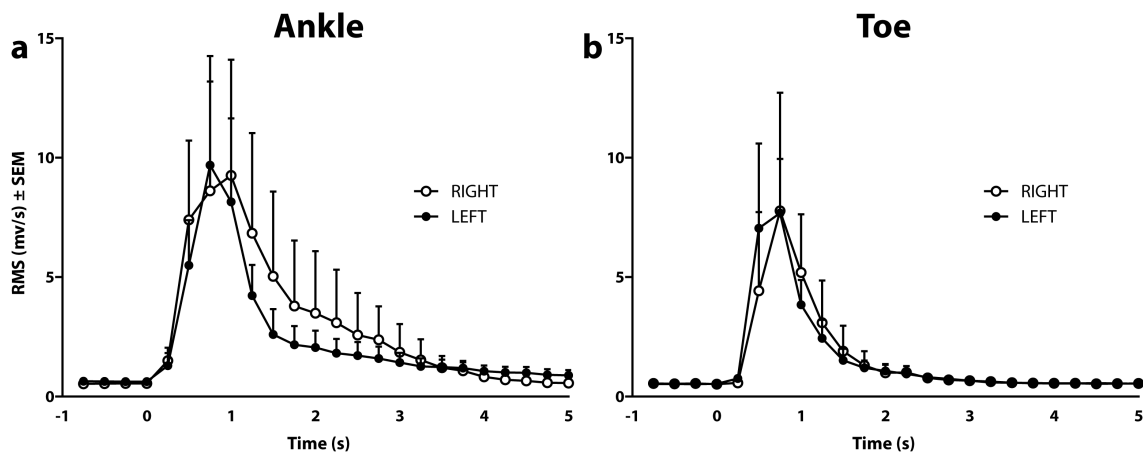 a
Ankle
15
10
5
0
RMS (mv/s) ± SEM
RIGHT
LEFT
-1 0 1 2 3 4 5
Time (s)
b
Toe
15
10
5
0
RIGHT
LEFT
-1 0 1 2 3 4 5
Time (s)